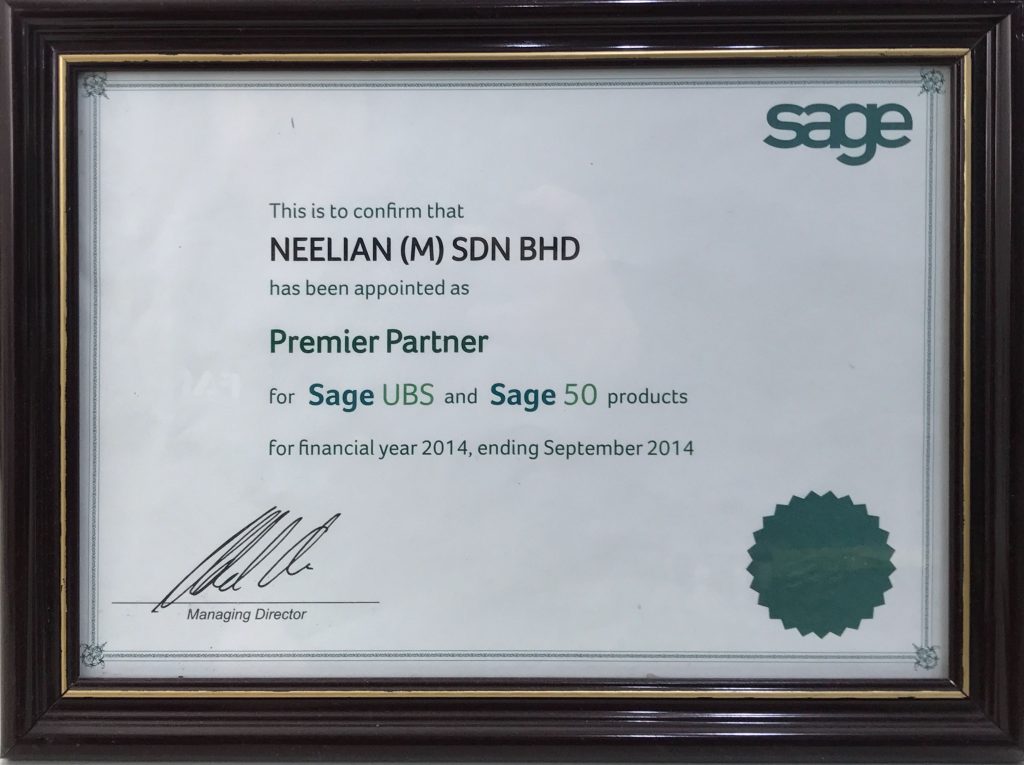 sage
This is to confirm that
NEELIAN (M) SDN BHD
has been appointed as
Premier Partner
for Sage UBS and Sage 50 products
for financial year 2014, ending September 2014
Managing Director